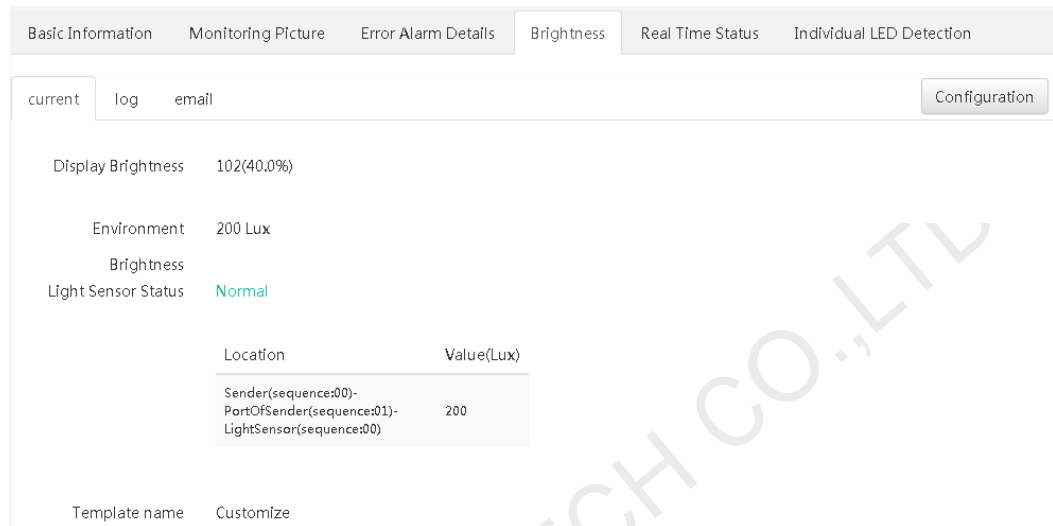 Basic Information Monitoring Picture Error Alarm Details Brightness Real Time Status Individual LED Detection
current log email Configuration
Display Brightness 102(40.0%)
Environment 200 Lux
Brightness
Light Sensor Status Normal
Location Value(Lux)
Sender(sequence:00)-
PortOfSender(sequence:01)- 200
LightSensor(sequence:00)
Template name Customize
CO.,LTD